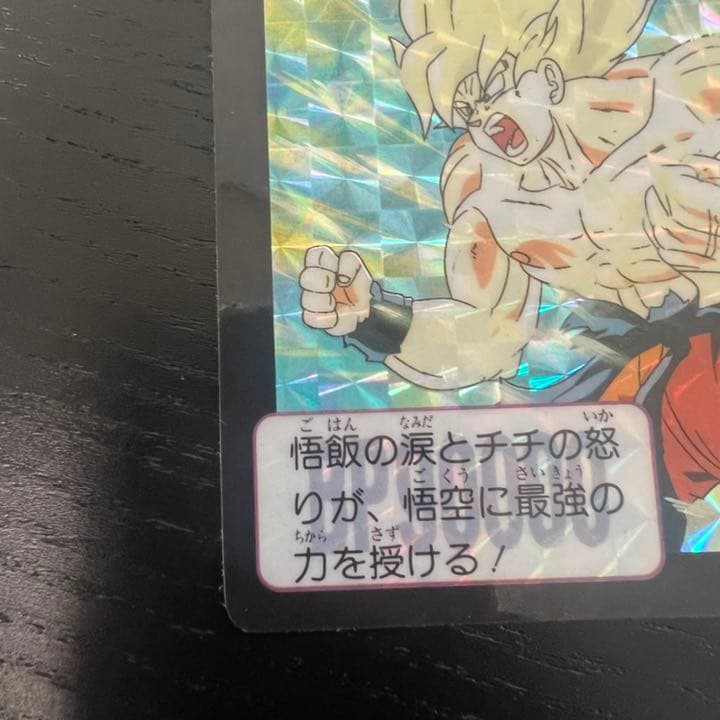 悟飯の涙とチチの怒
りが、悟空に最強の
力を授ける!